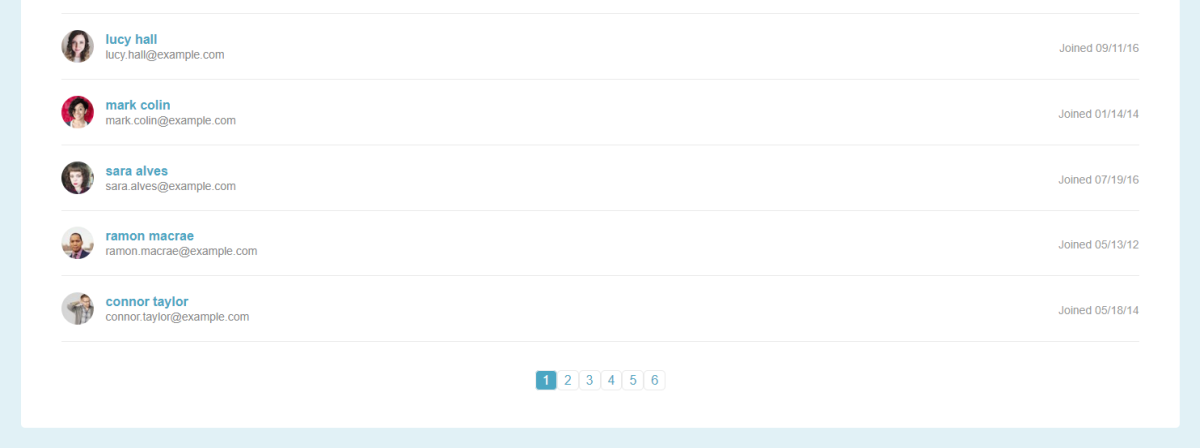 lucy hall
lucy.hall@example.com
Joined 09/11/16
mark colin
mark.colin@example.com
Joined 01/14/14
sara alves
sara.alves@example.com
Joined 07/19/16
ramon macrae
ramon.macrae@example.com
Joined 05/13/12
connor taylor
connor.taylor@example.com
Joined 05/18/14
1 2 3 4 5 6